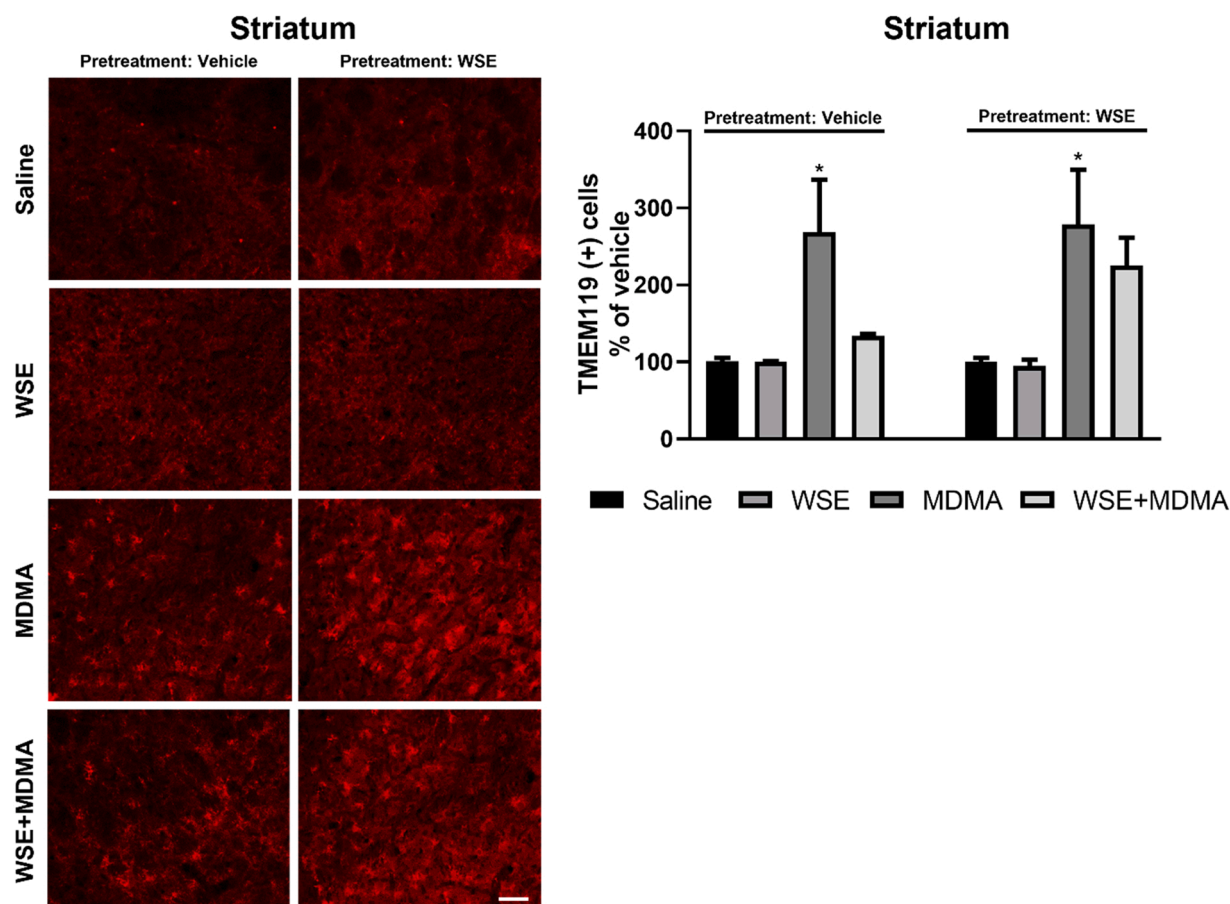 Striatum
Pretreatment: Vehicle
Pretreatment: WSE
Saline
WSE
MDMA
WSE+MDMA
Striatum
Pretreatment: Vehicle
Pretreatment: WSE
TMEM119 (+) cells
% of vehicle
400
300
200
100
0
*
*
Saline
WSE
MDMA
WSE+MDMA